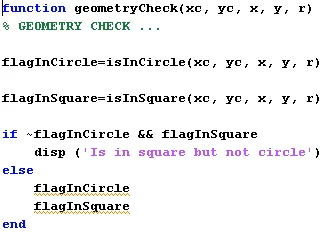 function geometryCheck(xc, yc, x, y, r)
% GEOMETRY CHECK ...
flagInCircle=isInCircle(xc, yc, x, y, r)
flagInSquare=isInSquare(xc, yc, x, y, r)
if ~flagInCircle && flagInSquare
    disp ('Is in square but not circle')
else
    flagInCircle
    flagInSquare
end